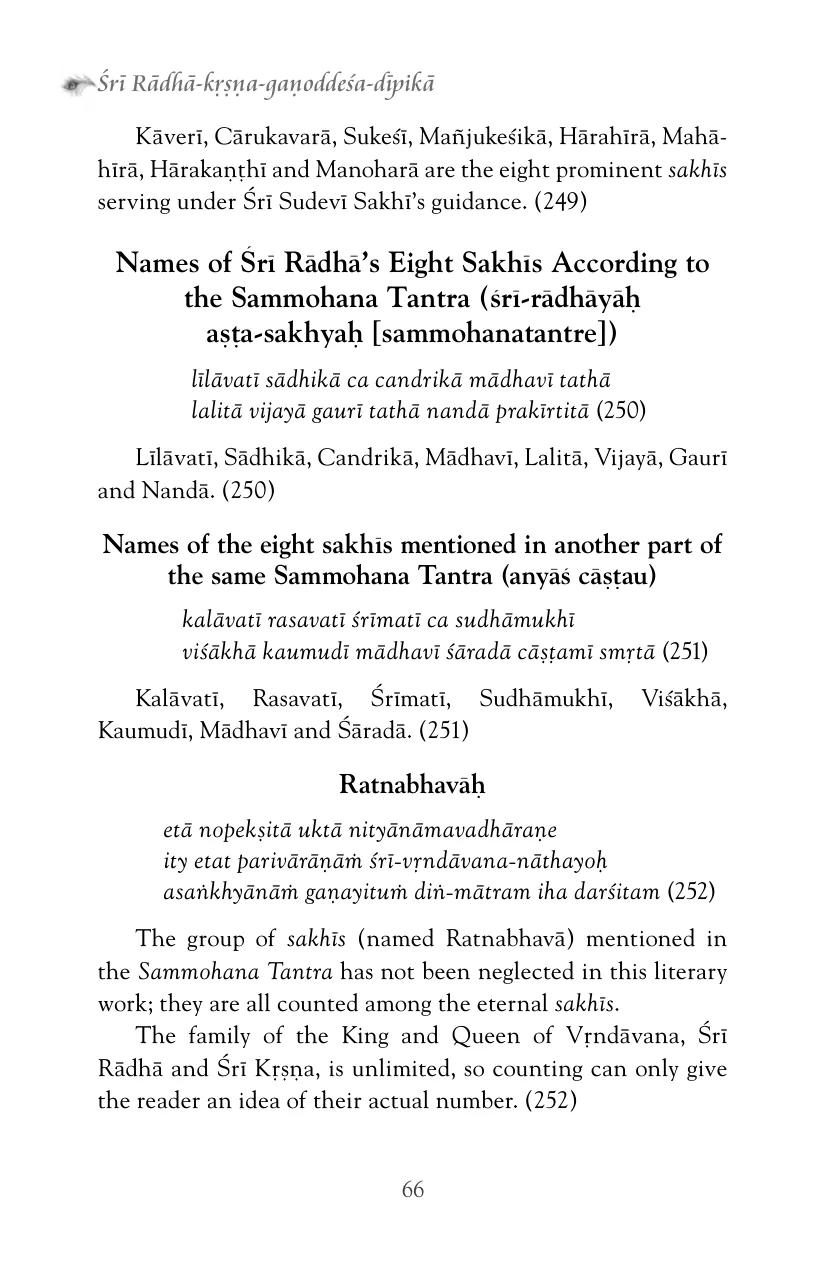 Śrī Rādhā-kṛṣṇa-gaṇoddeśa-dīpikā
Kāverī, Cārukavarā, Sukeśī, Mañjukeśikā, Hārahīrā, Mahā-
hīrā, Hārakaṇṭhī and Manoharā are the eight prominent sakhīs
serving under Śrī Sudevī Sakhī’s guidance. (249)
Names of Śrī Rādhā’s Eight Sakhīs According to
the Sammohana Tantra (śrī-rādhāyāḥ
aṣṭa-sakhyaḥ [sammohanatantre])
līlāvatī sādhikā ca candrikā mādhavī tathā
lalitā vijayā gaurī tathā nandā prakīrtitā (250)
Līlāvatī, Sādhikā, Candrikā, Mādhavī, Lalitā, Vijayā, Gaurī
and Nandā. (250)
Names of the eight sakhīs mentioned in another part of
the same Sammohana Tantra (anyāś cāṣṭau)
kalāvatī rasavatī śrīmatī ca sudhāmukhī
viśākhā kaumudī mādhavī śāradā cāṣṭamī smṛtā (251)
Kalāvatī, Rasavatī, Śrīmatī, Sudhāmukhī, Viśākhā,
Kaumudī, Mādhavī and Śāradā. (251)
Ratnabhavāḥ
etā nopekṣitā uktā nityānāmavadhāraṇe
ity etat parivārāṇāṁ śrī-vṛndāvana-nāthayoḥ
asaṅkhyānāṁ gaṇayituṁ diṅ-mātram iha darśitam (252)
The group of sakhīs (named Ratnabhavā) mentioned in
the Sammohana Tantra has not been neglected in this literary
work; they are all counted among the eternal sakhīs.
The family of the King and Queen of Vṛndāvana, Śrī
Rādhā and Śrī Kṛṣṇa, is unlimited, so counting can only give
the reader an idea of their actual number. (252)
66